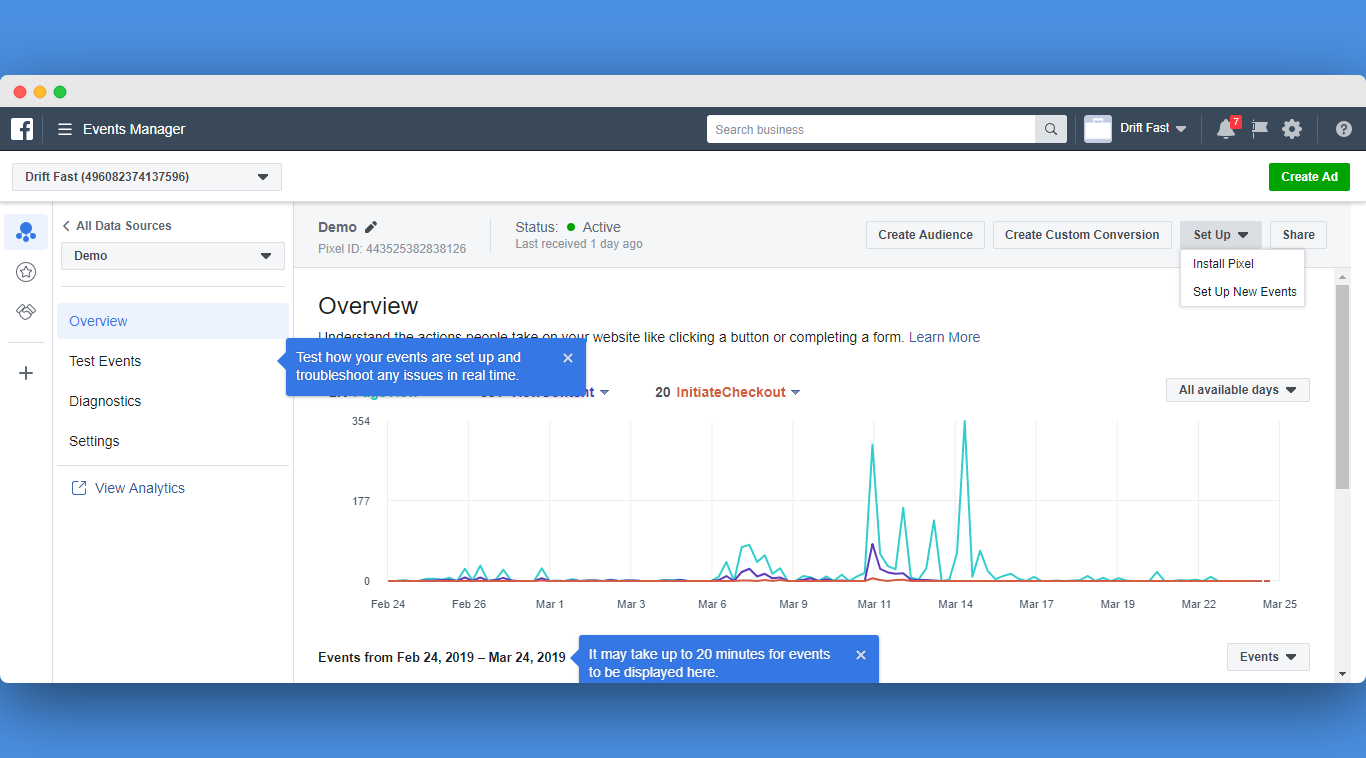 Events Manager
Search business
Drift Fast
7
Drift Fast (496082374137596)
Create Ad
All Data Sources
Demo
Overview
Test Events
Diagnostics
Settings
View Analytics
Demo
Pixel ID: 443525382838126
Status: Active
Last received 1 day ago
Create Audience
Create Custom Conversion
Set Up
Share
Install Pixel
Set Up New Events
Overview
Understand the actions people take on your website like clicking a button or completing a form. Learn More
Test how your events are set up and
troubleshoot any issues in real time.
20 InitiateCheckout
All available days
354
177
0
Feb 24 Feb 26 Mar 1 Mar 3 Mar 6 Mar 9 Mar 11 Mar 14 Mar 17 Mar 19 Mar 22 Mar 25
Events from Feb 24, 2019 – Mar 24, 2019
It may take up to 20 minutes for events
to be displayed here.
Events